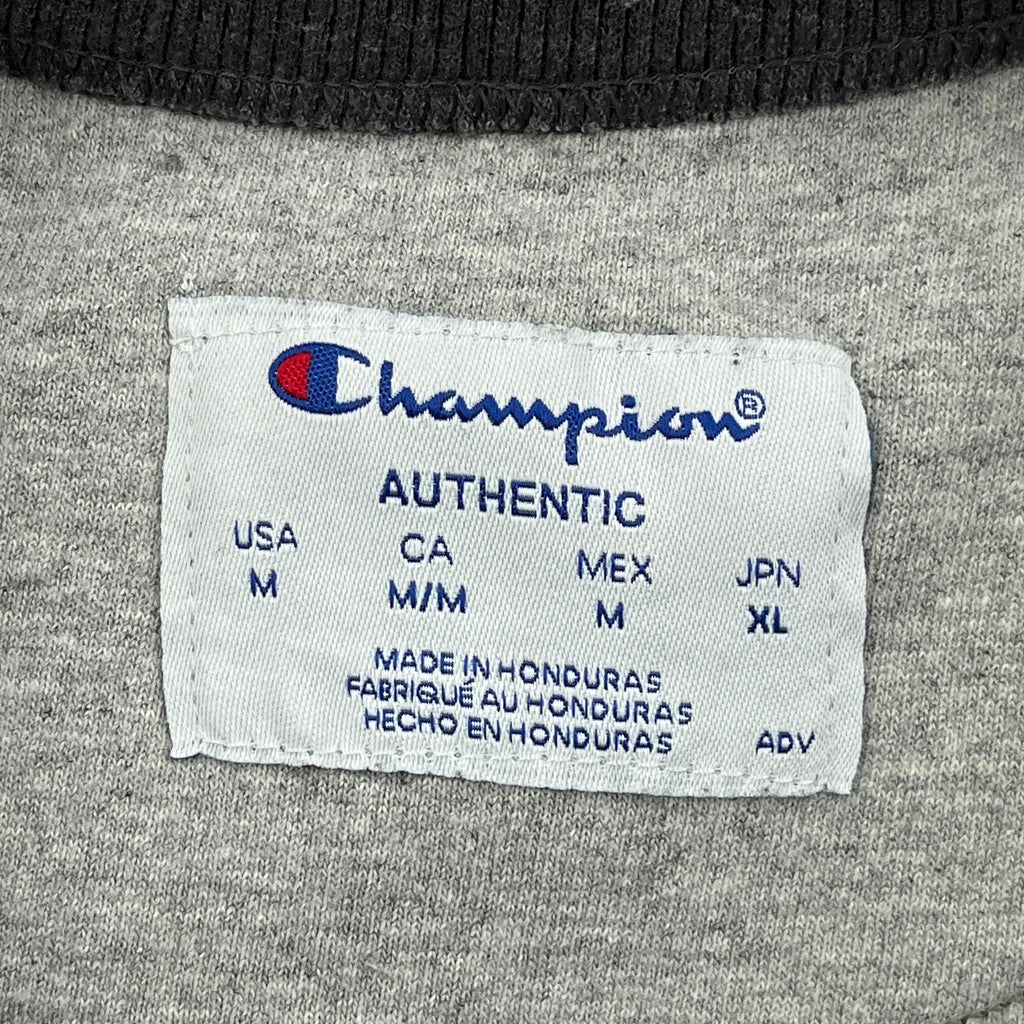 Champion®
AUTHENTIC
USA CA MEX JPN
M M/M M XL
MADE IN HONDURAS
FABRIQUÉ AU HONDURAS
HECHO EN HONDURAS ADV